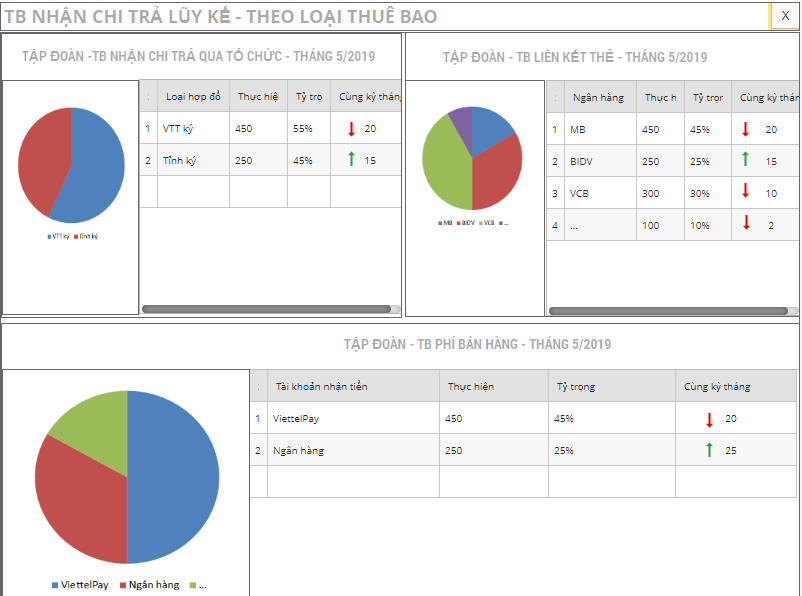 TB NHẬN CHI TRẢ LŨY KẾ - THEO LOẠI THUÊ BAO
X
TẬP ĐOÀN -TB NHẬN CHI TRẢ QUA TỔ CHỨC - THÁNG 5/2019
Loại hợp đồ Thực hiệ Tỷ trọ Cùng kỳ tháng
1 VTT ký 450 55% 20
2 Tỉnh ký 250 45% 15
VTT ký Tỉnh ký
TẬP ĐOÀN - TB LIÊN KẾT THẺ - THÁNG 5/2019
Ngân hàng Thực h Tỷ trọr Cùng kỳ thár
1 MB 450 45% 20
2 BIDV 250 25% 15
3 VCB 300 30% 10
4 ... 100 10% 2
MB BIDV VCB ...
TẬP ĐOÀN - TB PHÍ BÁN HÀNG - THÁNG 5/2019
Tài khoản nhận tiền Thực hiện Tỷ trọng Cùng kỳ tháng
1 ViettelPay 450 45% 20
2 Ngân hàng 250 25% 25
ViettelPay Ngân hàng ...